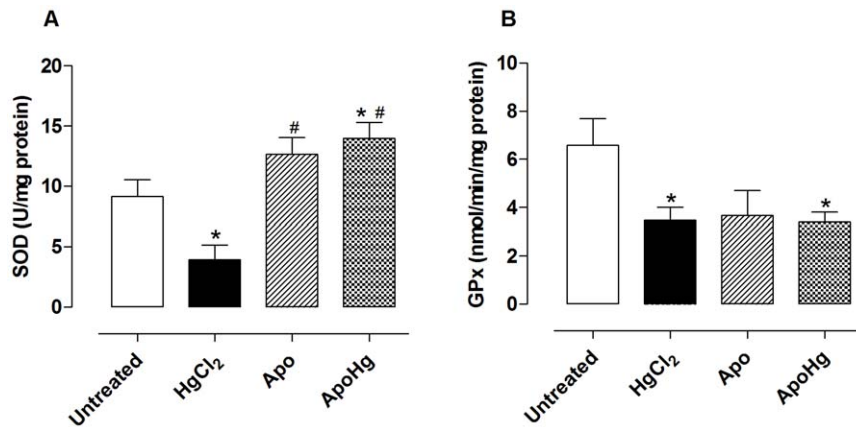 A
SOD (U/mg protein)
20
15
10
5
0
*
#
* #
Untreated
HgCl₂
Apo
ApoHg
B
GPx (nmol/min/mg protein)
10
8
6
4
2
0
*
*
Untreated
HgCl₂
Apo
ApoHg